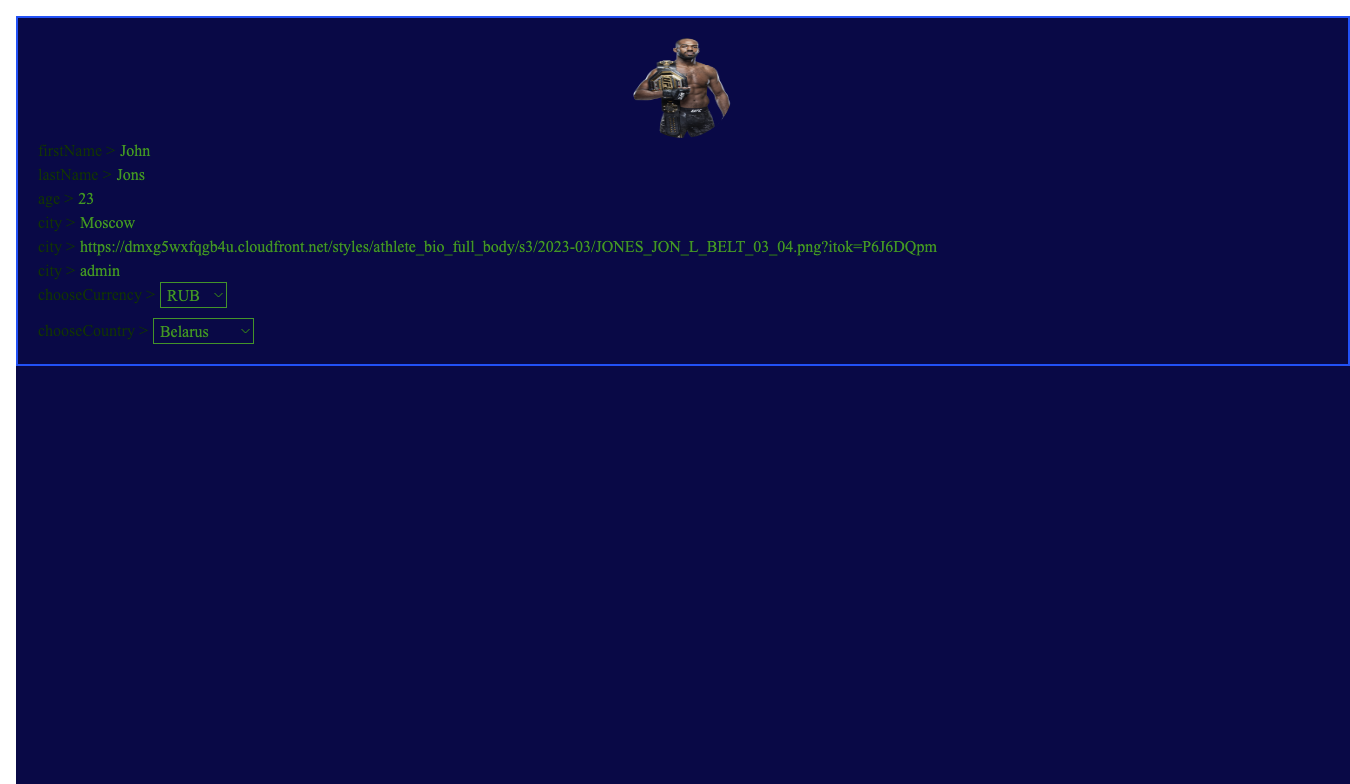 firstName > John
lastName > Jons
age > 23
city > Moscow
city > https://dmxg5wxfqgb4u.cloudfront.net/styles/athlete_bio_full_body/s3/2023-03/JONES_JON_L_BELT_03_04.png?itok=P6J6DQpm
city > admin
chooseCurrency > RUB
chooseCountry > Belarus